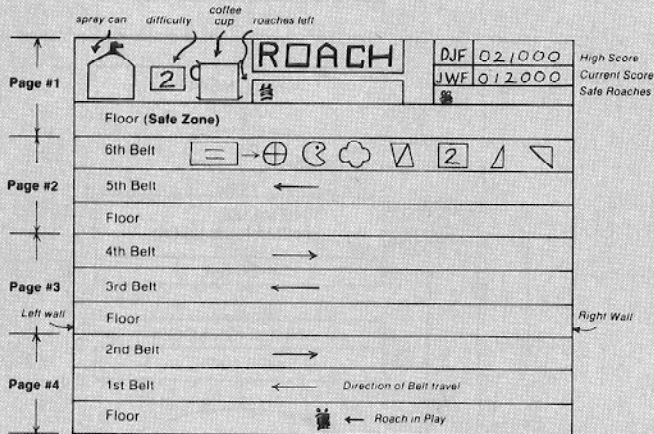 spray can difficulty coffee cup roaches left
2
ROACH
DJF 021000 High Score
JWF 012000 Current Score
Safe Roaches
Page #1
Floor (Safe Zone)
6th Belt 2
Page #2
5th Belt
Floor
4th Belt
Page #3
3rd Belt
Left wall
Floor
Right Wall
2nd Belt
Page #4
1st Belt Direction of Belt travel
Floor Roach in Play